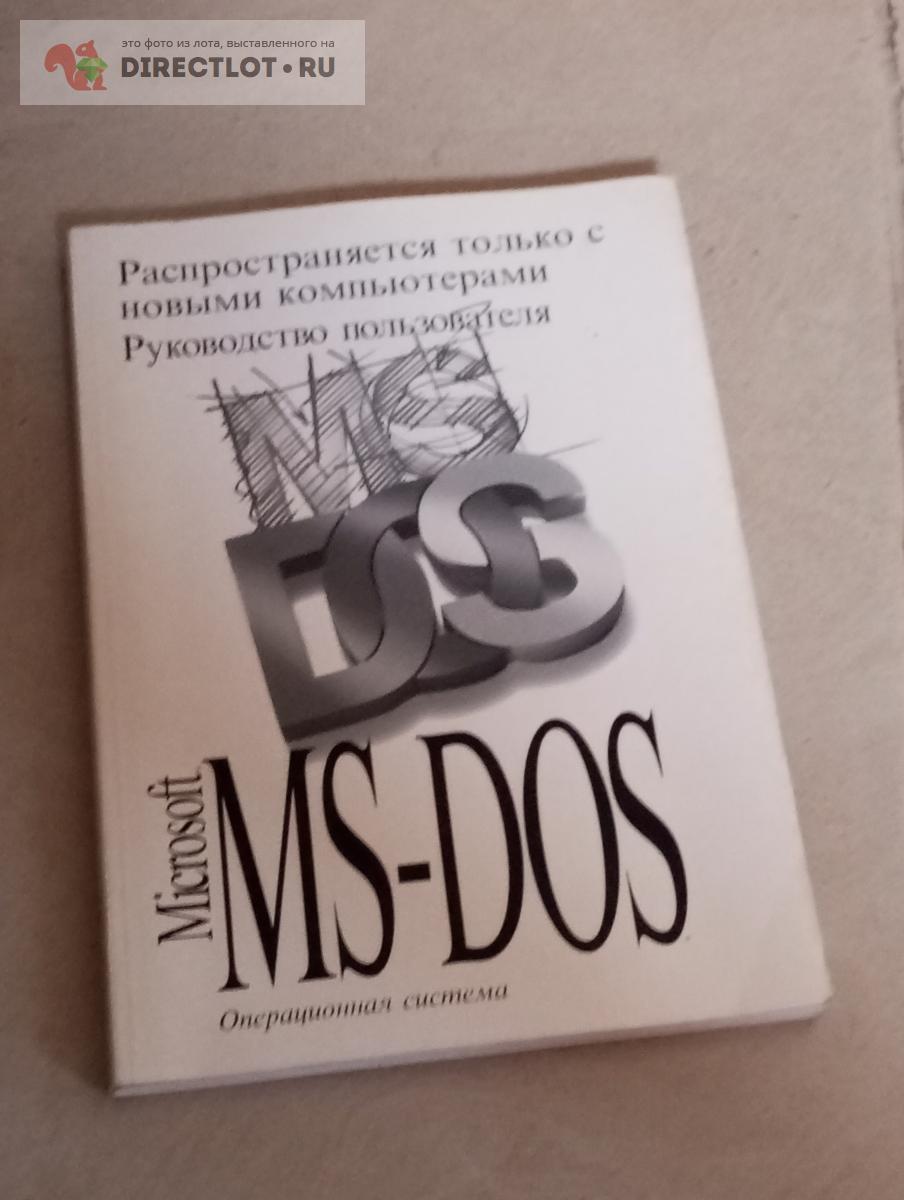 это фото из лота, выставленного на
DIRECTLOT•RU
Распространяется только с
новыми компьютерами
Руководство пользователя
MS
DOS
Microsoft
MS-DOS
Операционная система